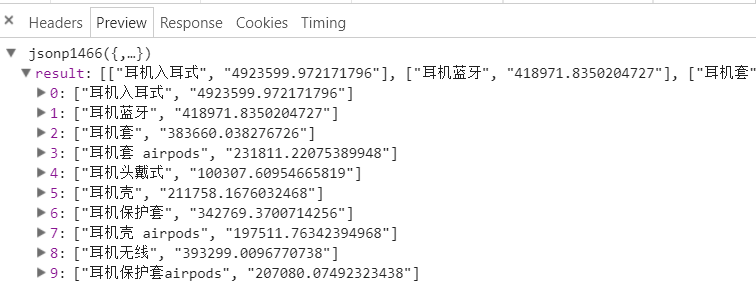 × Headers Preview Response Cookies Timing
▼ jsonp1466({,…})
▼ result: [["耳机入耳式", "4923599.972171796"], ["耳机蓝牙", "418971.8350204727"], ["耳机套"
▶ 0: ["耳机入耳式", "4923599.972171796"]
▶ 1: ["耳机蓝牙", "418971.8350204727"]
▶ 2: ["耳机套", "383660.038276726"]
▶ 3: ["耳机套 airpods", "231811.22075389948"]
▶ 4: ["耳机头戴式", "100307.60954665819"]
▶ 5: ["耳机壳", "211758.1676032468"]
▶ 6: ["耳机保护套", "342769.3700714256"]
▶ 7: ["耳机壳 airpods", "197511.76342394968"]
▶ 8: ["耳机无线", "393299.0096770738"]
▶ 9: ["耳机保护套airpods", "207080.07492323438"]